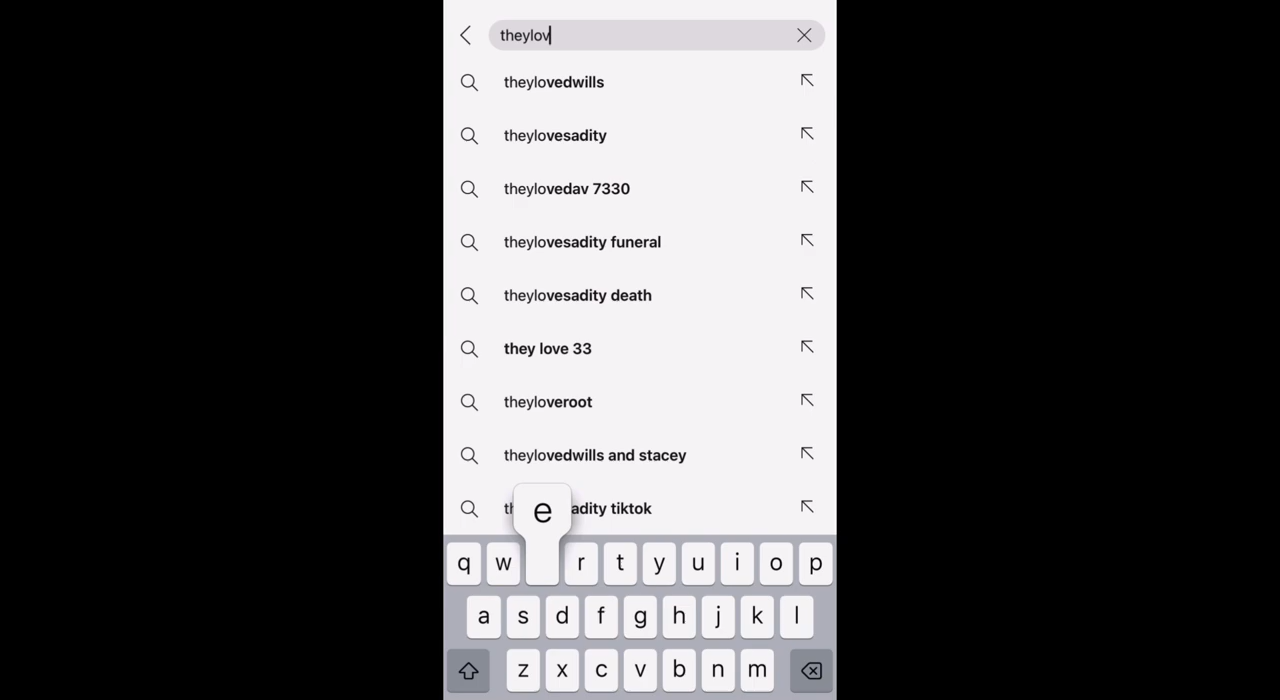 theylov
theylovedwills
theylovesadity
theylovedav 7330
theylovesadity funeral
theylovesadity death
they love 33
theyloveroot
theylovedwills and stacey
adity tiktok
e
q w r t y u i o p
a s d f g h j k l
z x c v b n m